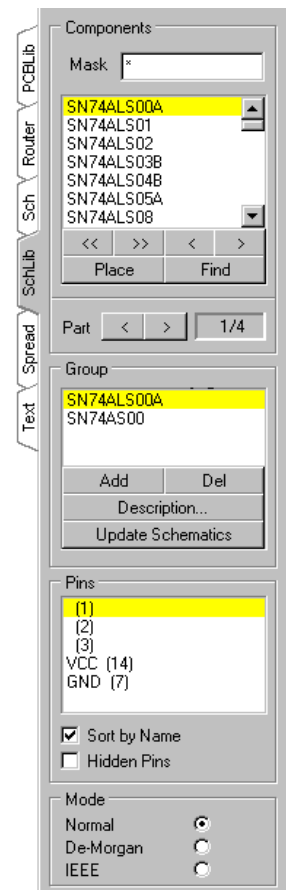 PCBLib
Router
Sch
SchLib
Spread
Text
Components
Mask *
SN74ALS00A
SN74ALS01
SN74ALS02
SN74ALS03B
SN74ALS04B
SN74ALS05A
SN74ALS08
<< >> < >
Place Find
Part < > 1/4
Group
SN74ALS00A
SN74AS00
Add Del
Description...
Update Schematics
Pins
(1)
(2)
(3)
VCC (14)
GND (7)
Sort by Name
Hidden Pins
Mode
Normal
De-Morgan
IEEE